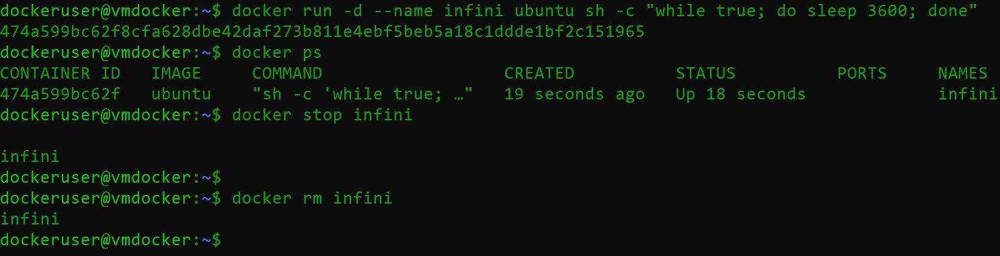 dockeruser@vmdocker:~$ docker run -d --name infini ubuntu sh -c "while true; do sleep 3600; done"
474a599bc62f8cfa628dbe42daf273b811e4ebf5beb5a18c1ddde1bf2c151965
dockeruser@vmdocker:~$ docker ps
CONTAINER ID   IMAGE     COMMAND                  CREATED          STATUS          PORTS     NAMES
474a599bc62f   ubuntu    "sh -c 'while true; …"   19 seconds ago   Up 18 seconds             infini
dockeruser@vmdocker:~$ docker stop infini
infini
dockeruser@vmdocker:~$
dockeruser@vmdocker:~$ docker rm infini
infini
dockeruser@vmdocker:~$